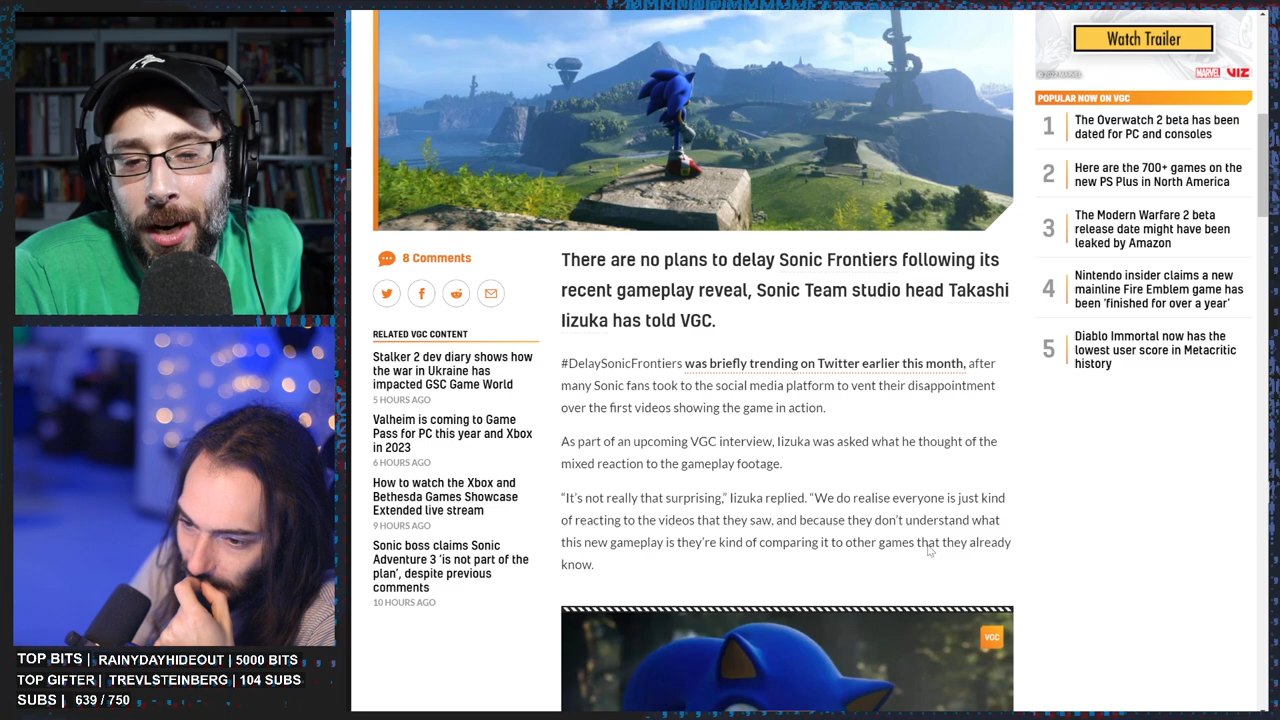 Watch Trailer
MARVEL VIZ
POPULAR NOW ON VGC
1
The Overwatch 2 beta has been
dated for PC and consoles
2
Here are the 700+ games on the
new PS Plus in North America
3
The Modern Warfare 2 beta
release date might have been
leaked by Amazon
4
Nintendo insider claims a new
mainline Fire Emblem game has
been 'finished for over a year'
5
Diablo Immortal now has the
lowest user score in Metacritic
history
8 Comments
RELATED VGC CONTENT
Stalker 2 dev diary shows how
the war in Ukraine has
impacted GSC Game World
5 HOURS AGO
Valheim is coming to Game
Pass for PC this year and Xbox
in 2023
6 HOURS AGO
How to watch the Xbox and
Bethesda Games Showcase
Extended live stream
9 HOURS AGO
Sonic boss claims Sonic
Adventure 3 'is not part of the
plan', despite previous
comments
10 HOURS AGO
There are no plans to delay Sonic Frontiers following its
recent gameplay reveal, Sonic Team studio head Takashi
Iizuka has told VGC.
#DelaySonicFrontiers was briefly trending on Twitter earlier this month, after
many Sonic fans took to the social media platform to vent their disappointment
over the first videos showing the game in action.
As part of an upcoming VGC interview, Iizuka was asked what he thought of the
mixed reaction to the gameplay footage.
“It’s not really that surprising,” Iizuka replied. “We do realise everyone is just kind
of reacting to the videos that they saw, and because they don’t understand what
this new gameplay is they’re kind of comparing it to other games that they already
know.
VGC
TOP BITS | RAINYDAYHIDEOUT | 5000 BITS
TOP GIFTER | TREVLSTEINBERG | 104 SUBS
SUBS | 639 / 750